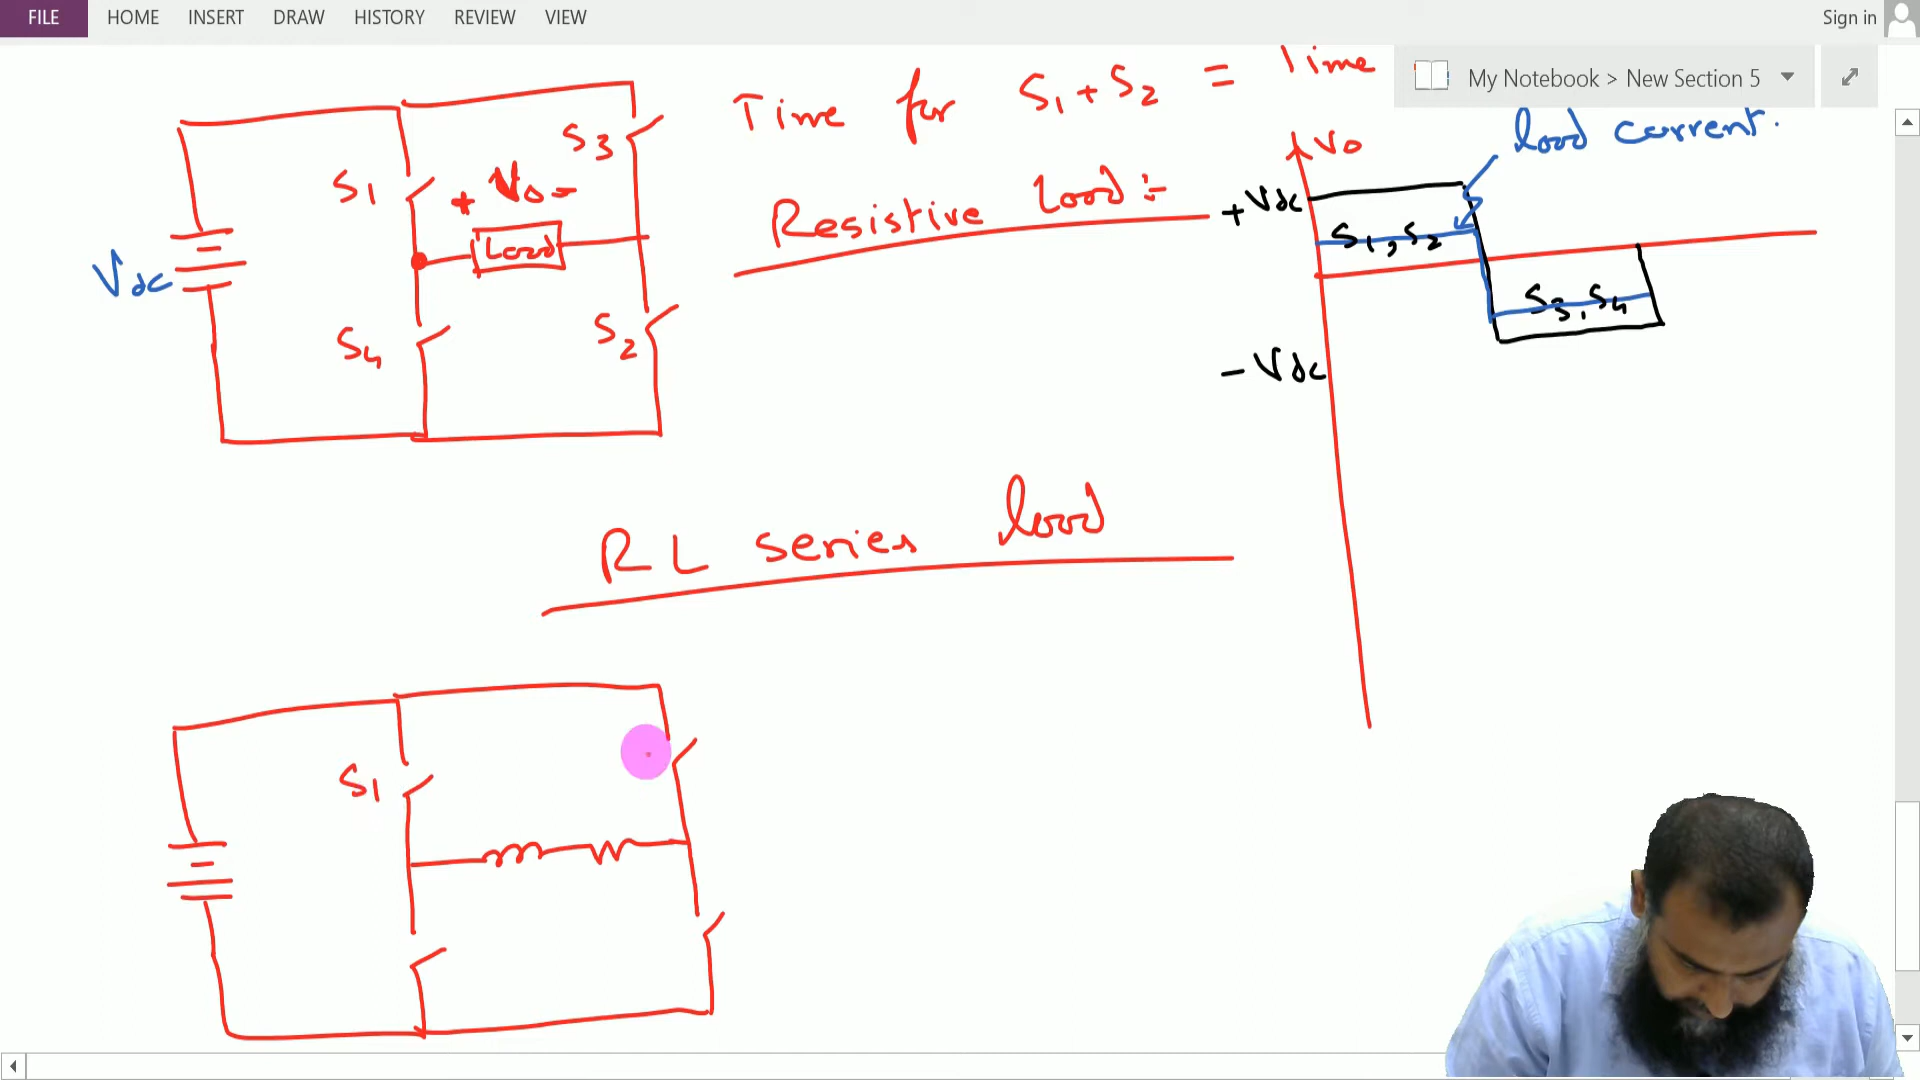 FILE HOME INSERT DRAW HISTORY REVIEW VIEW Sign in
My Notebook > New Section 5
Time for S1 + S2 = Time
load current.
Resistive load :-
S1
S3
+ Vo -
Load
Vdc
S4
S2
Vo
+Vdc
S1, S2
S3, S4
- Vdc
RL series load
S1